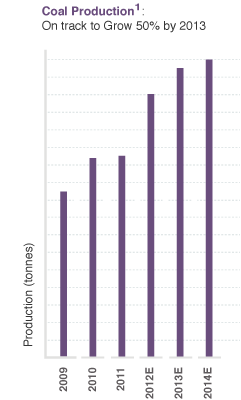 Coal Production1:
On track to Grow 50% by 2013
Production (tonnes)
2009
2010
2011
2012E
2013E
2014E